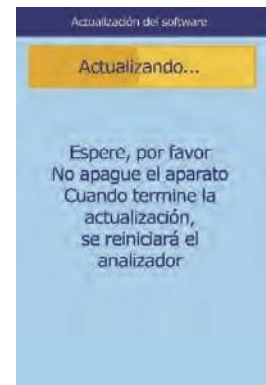 Actualización del software
Actualizando...
Espere, por favor
No apague el aparato
Cuando termine la
actualización,
se reiniciará el
analizador